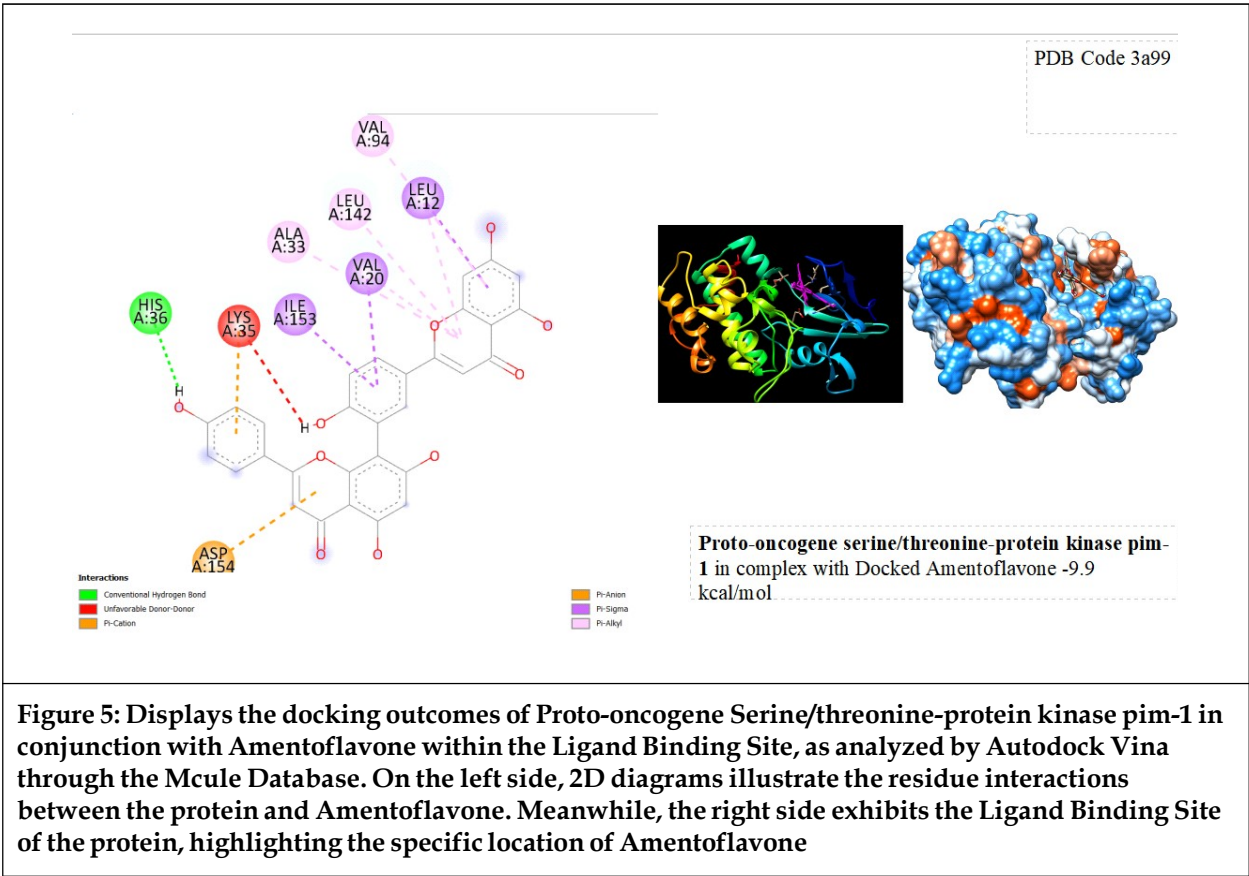 PDB Code 3a99
VAL
A:94
LEU
A:12
LEU
A:142
ALA
A:33
VAL
A:20
HIS
A:36
LYS
A:35
ILE
A:153
O
O
O
O
H
O
H
O
O
O
O
O
ASP
A:154
Interactions
Conventional Hydrogen Bond
Unfavorable Donor-Donor
Pi-Cation
Pi-Anion
Pi-Sigma
Pi-Alkyl
Proto-oncogene serine/threonine-protein kinase pim-
1 in complex with Docked Amentoflavone -9.9
kcal/mol
Figure 5: Displays the docking outcomes of Proto-oncogene Serine/threonine-protein kinase pim-1 in
conjunction with Amentoflavone within the Ligand Binding Site, as analyzed by Autodock Vina
through the Mcule Database. On the left side, 2D diagrams illustrate the residue interactions
between the protein and Amentoflavone. Meanwhile, the right side exhibits the Ligand Binding Site
of the protein, highlighting the specific location of Amentoflavone